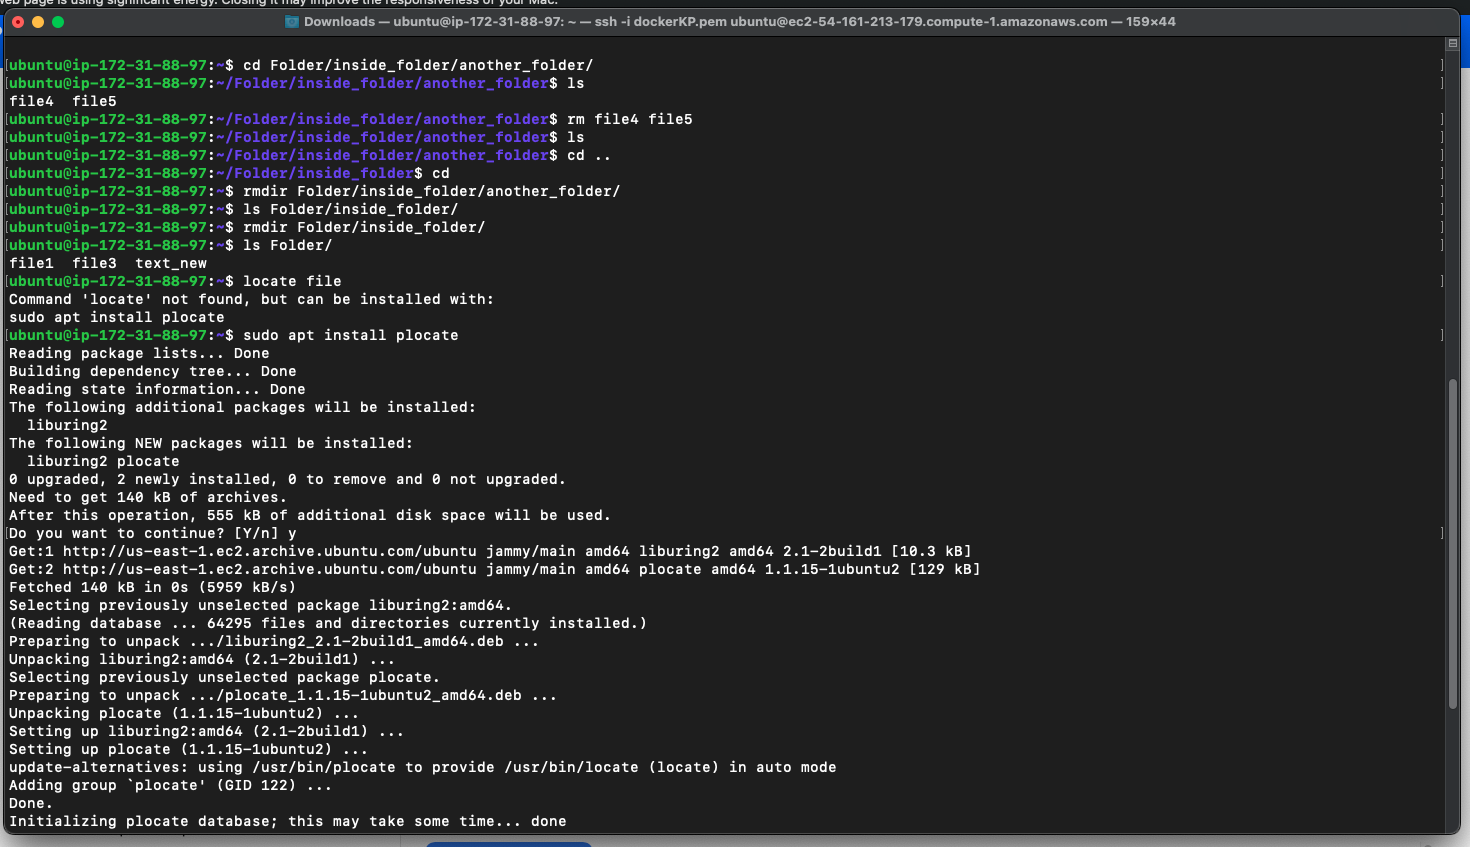 web page is using significant energy. Closing it may improve the responsiveness of your Mac.
Downloads — ubuntu@ip-172-31-88-97: ~ — ssh -i dockerKP.pem ubuntu@ec2-54-161-213-179.compute-1.amazonaws.com — 159×44
[ubuntu@ip-172-31-88-97:~$ cd Folder/inside_folder/another_folder/ ]
[ubuntu@ip-172-31-88-97:~/Folder/inside_folder/another_folder$ ls ]
file4  file5
[ubuntu@ip-172-31-88-97:~/Folder/inside_folder/another_folder$ rm file4 file5 ]
[ubuntu@ip-172-31-88-97:~/Folder/inside_folder/another_folder$ ls ]
[ubuntu@ip-172-31-88-97:~/Folder/inside_folder/another_folder$ cd .. ]
[ubuntu@ip-172-31-88-97:~/Folder/inside_folder$ cd ]
[ubuntu@ip-172-31-88-97:~$ rmdir Folder/inside_folder/another_folder/ ]
[ubuntu@ip-172-31-88-97:~$ ls Folder/inside_folder/ ]
[ubuntu@ip-172-31-88-97:~$ rmdir Folder/inside_folder/ ]
[ubuntu@ip-172-31-88-97:~$ ls Folder/ ]
file1  file3  text_new
[ubuntu@ip-172-31-88-97:~$ locate file ]
Command 'locate' not found, but can be installed with:
sudo apt install plocate
[ubuntu@ip-172-31-88-97:~$ sudo apt install plocate ]
Reading package lists... Done
Building dependency tree... Done
Reading state information... Done
The following additional packages will be installed:
  liburing2
The following NEW packages will be installed:
  liburing2 plocate
0 upgraded, 2 newly installed, 0 to remove and 0 not upgraded.
Need to get 140 kB of archives.
After this operation, 555 kB of additional disk space will be used.
[Do you want to continue? [Y/n] y ]
Get:1 http://us-east-1.ec2.archive.ubuntu.com/ubuntu jammy/main amd64 liburing2 amd64 2.1-2build1 [10.3 kB]
Get:2 http://us-east-1.ec2.archive.ubuntu.com/ubuntu jammy/main amd64 plocate amd64 1.1.15-1ubuntu2 [129 kB]
Fetched 140 kB in 0s (5959 kB/s)
Selecting previously unselected package liburing2:amd64.
(Reading database ... 64295 files and directories currently installed.)
Preparing to unpack .../liburing2_2.1-2build1_amd64.deb ...
Unpacking liburing2:amd64 (2.1-2build1) ...
Selecting previously unselected package plocate.
Preparing to unpack .../plocate_1.1.15-1ubuntu2_amd64.deb ...
Unpacking plocate (1.1.15-1ubuntu2) ...
Setting up liburing2:amd64 (2.1-2build1) ...
Setting up plocate (1.1.15-1ubuntu2) ...
update-alternatives: using /usr/bin/plocate to provide /usr/bin/locate (locate) in auto mode
Adding group `plocate' (GID 122) ...
Done.
Initializing plocate database; this may take some time... done